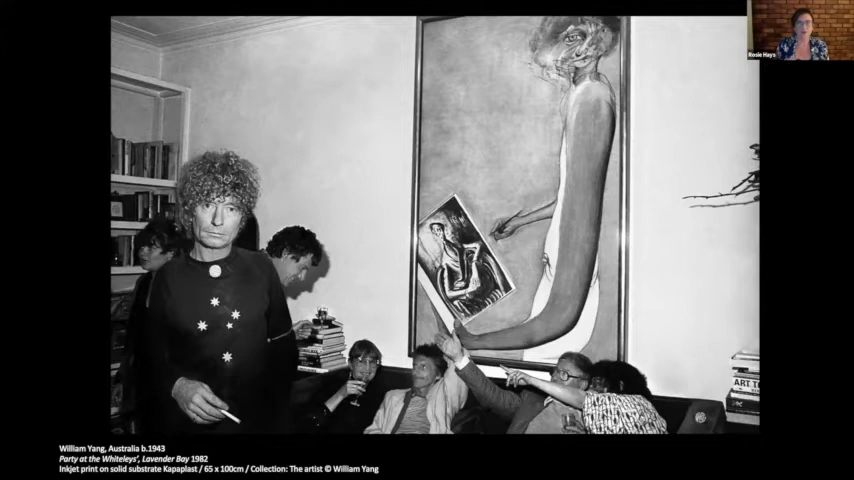 Rosie Hays
ART
William Yang, Australia b.1943
Party at the Whiteleys', Lavender Bay 1982
Inkjet print on solid substrate Kapaplast / 65 x 100cm / Collection: The artist © William Yang